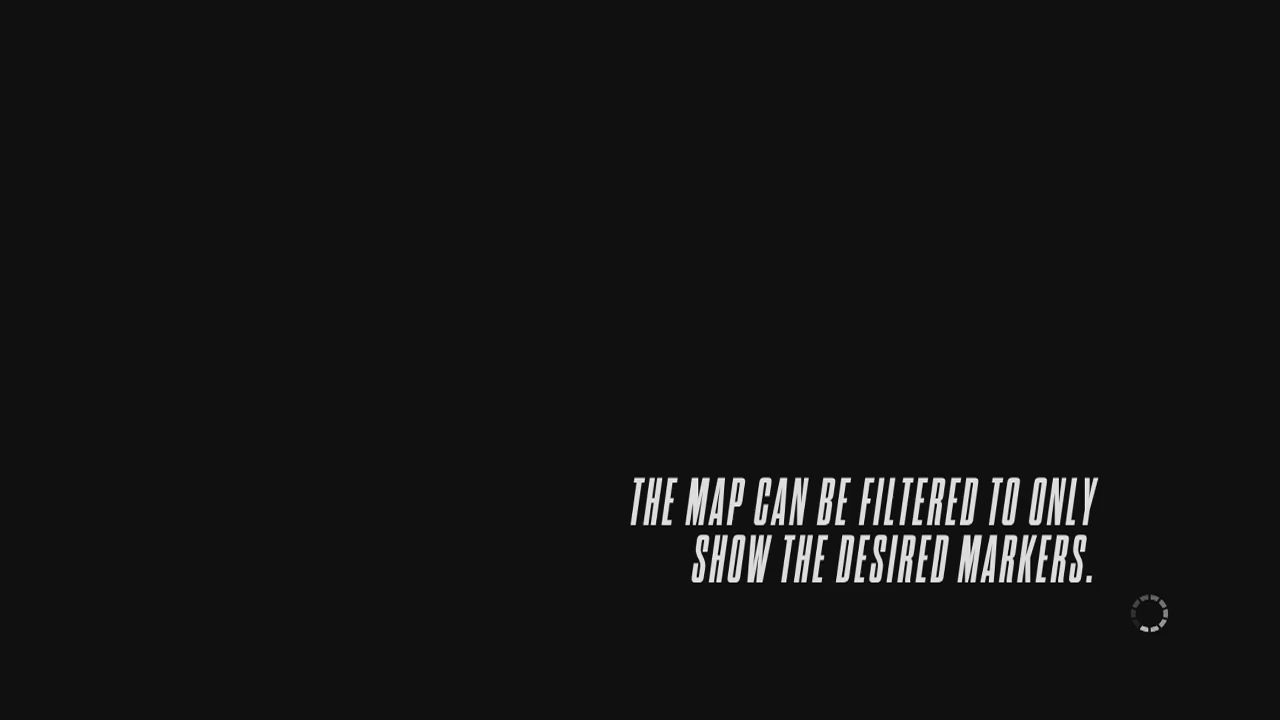 THE MAP CAN BE FILTERED TO ONLY
SHOW THE DESIRED MARKERS.